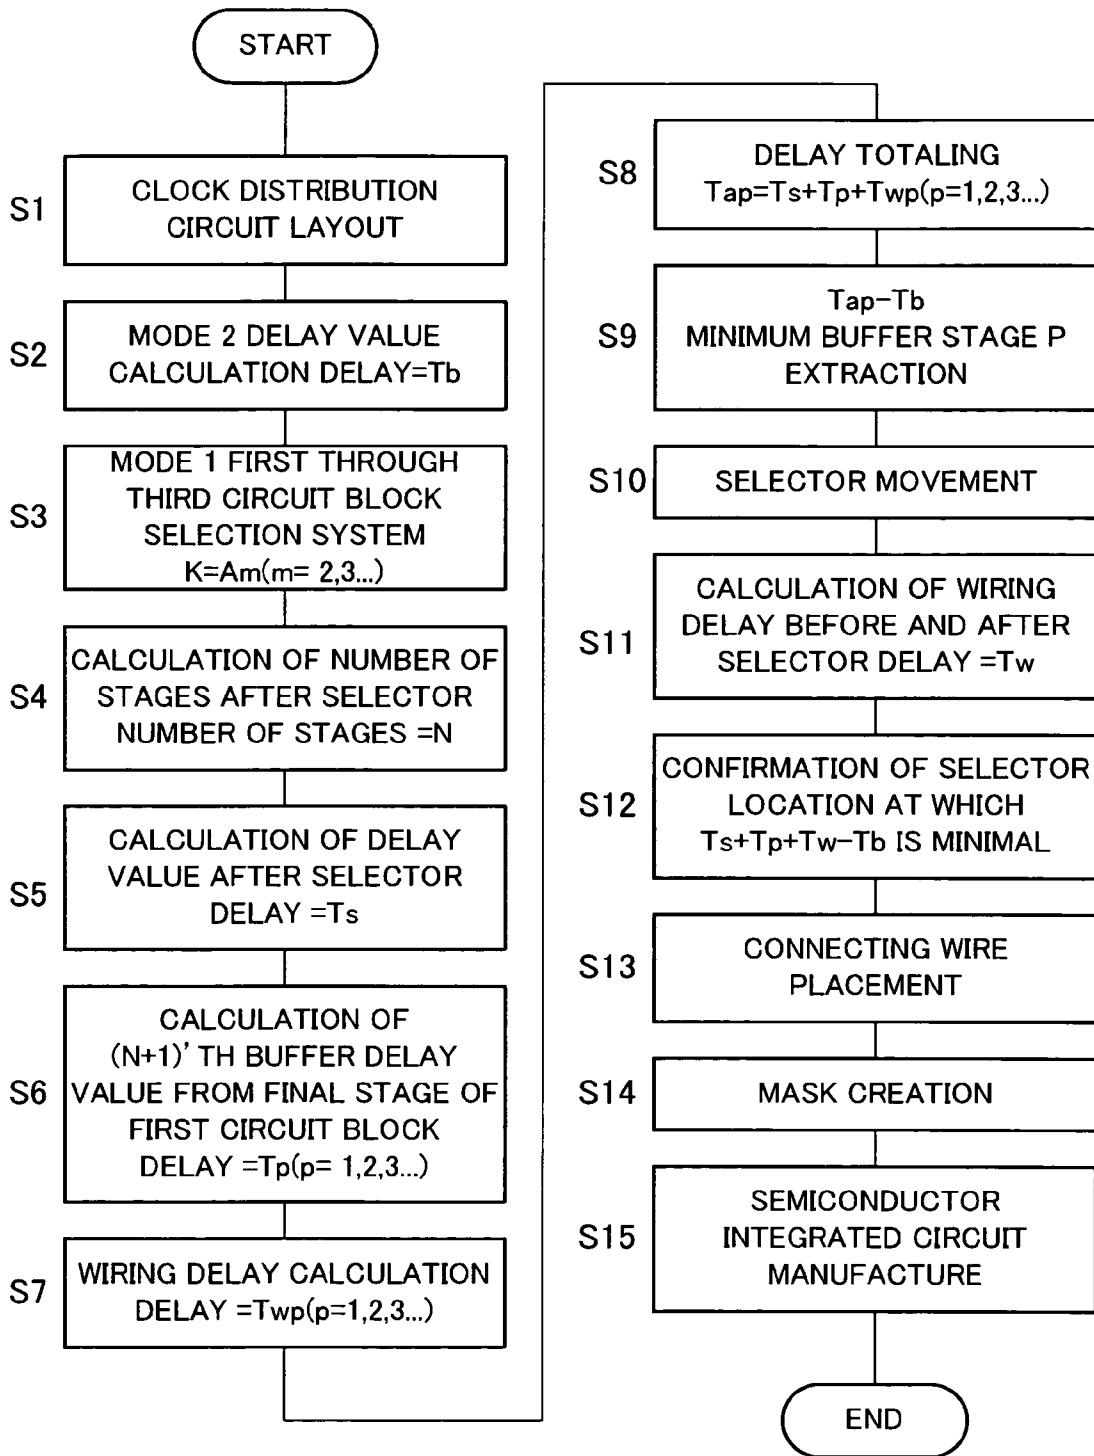 START
S1
CLOCK DISTRIBUTION
CIRCUIT LAYOUT
S2
MODE 2 DELAY VALUE
CALCULATION DELAY=Tb
S3
MODE 1 FIRST THROUGH
THIRD CIRCUIT BLOCK
SELECTION SYSTEM
K=Am(m= 2,3...)
S4
CALCULATION OF NUMBER OF
STAGES AFTER SELECTOR
NUMBER OF STAGES =N
S5
CALCULATION OF DELAY
VALUE AFTER SELECTOR
DELAY =Ts
S6
CALCULATION OF
(N+1)' TH BUFFER DELAY
VALUE FROM FINAL STAGE OF
FIRST CIRCUIT BLOCK
DELAY =Tp(p= 1,2,3...)
S7
WIRING DELAY CALCULATION
DELAY =Twp(p=1,2,3...)
S8
DELAY TOTALING
Tap=Ts+Tp+Twp(p=1,2,3...)
S9
Tap-Tb
MINIMUM BUFFER STAGE P
EXTRACTION
S10
SELECTOR MOVEMENT
S11
CALCULATION OF WIRING
DELAY BEFORE AND AFTER
SELECTOR DELAY =Tw
S12
CONFIRMATION OF SELECTOR
LOCATION AT WHICH
Ts+Tp+Tw-Tb IS MINIMAL
S13
CONNECTING WIRE
PLACEMENT
S14
MASK CREATION
S15
SEMICONDUCTOR
INTEGRATED CIRCUIT
MANUFACTURE
END